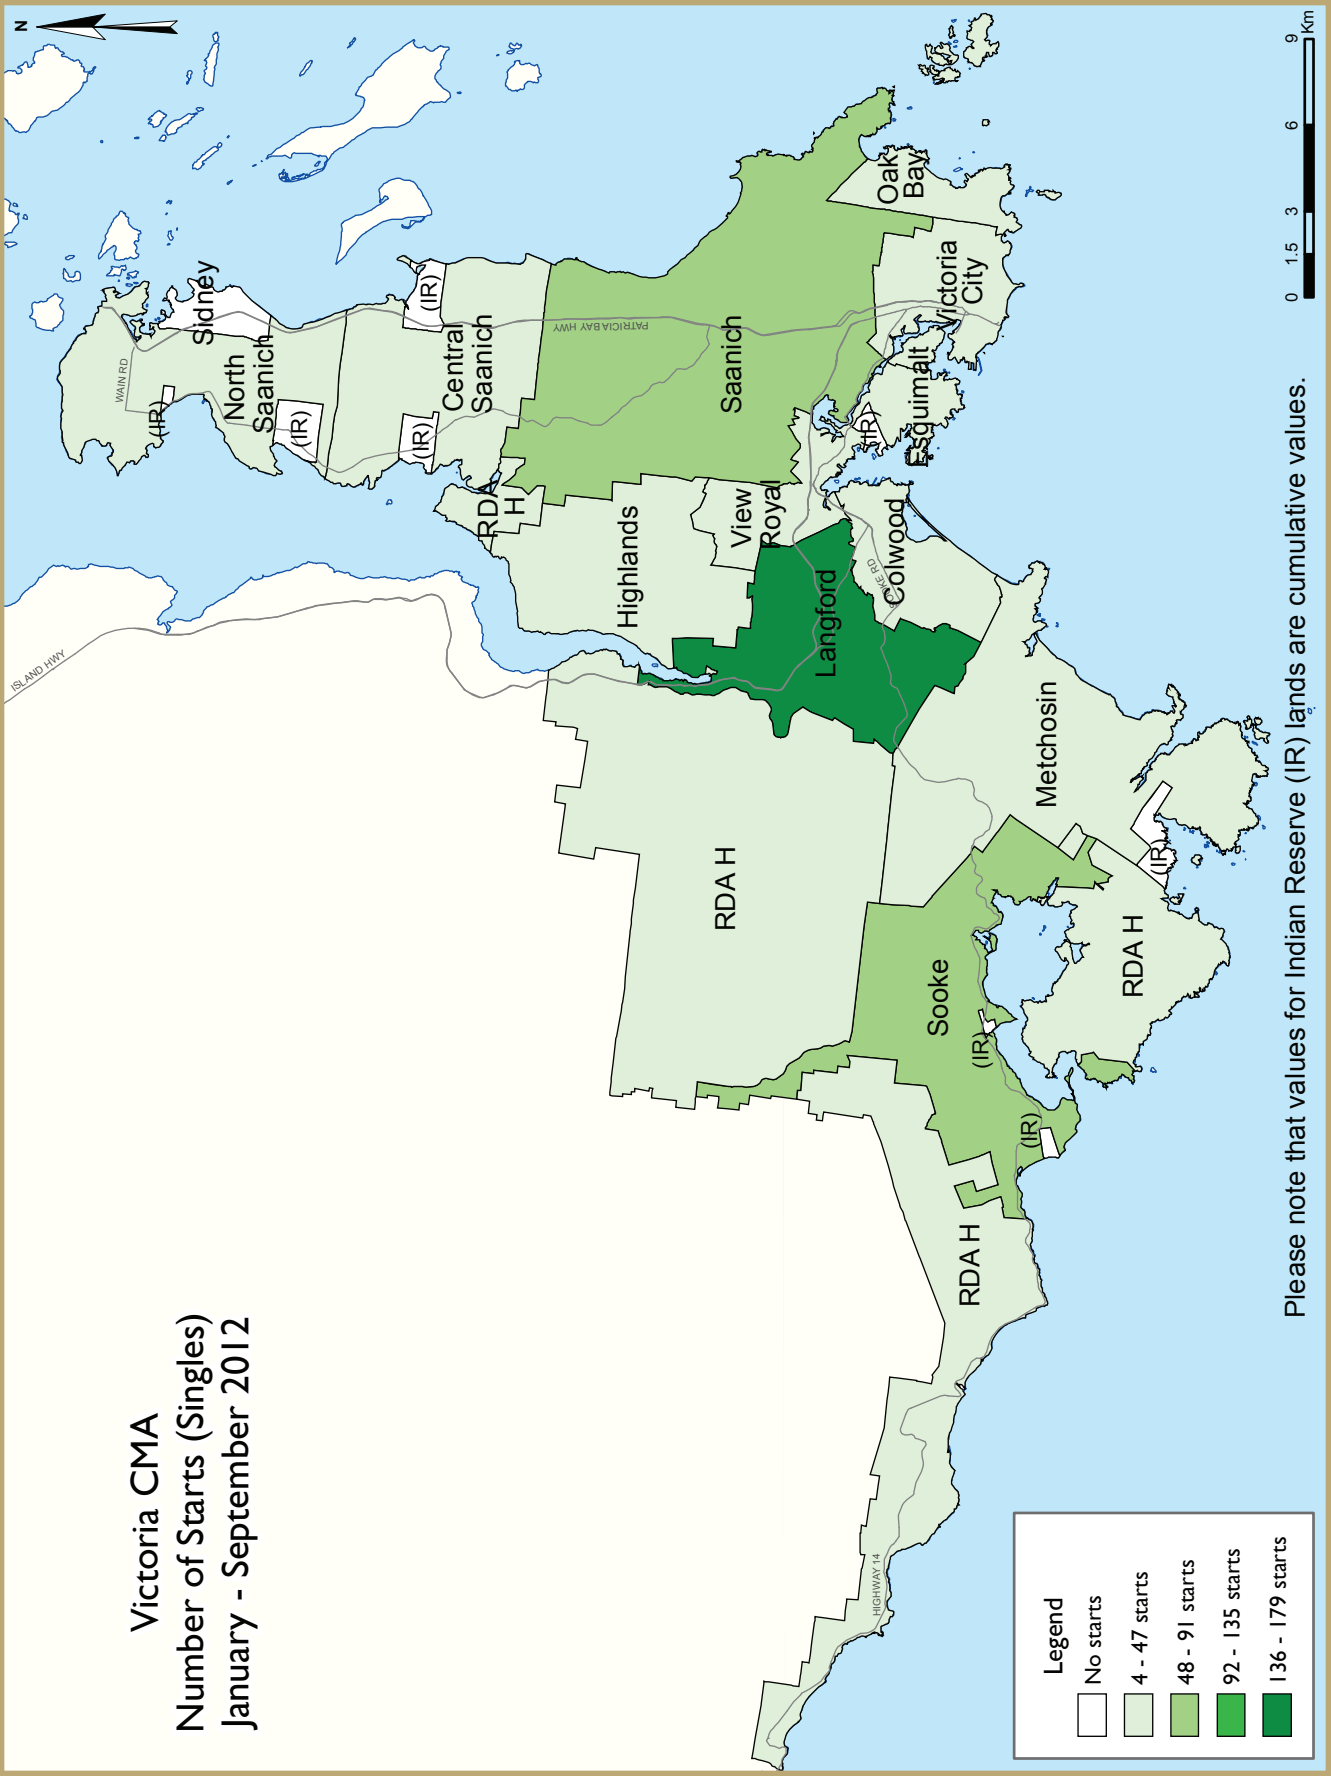 Victoria CMA
Number of Starts (Singles)
January - September 2012
N
ISLAND HWY
WAIN RD
(IR)
Sidney
North
Saanich
(IR)
(IR)
Central
Saanich
(IR)
PATRICIA BAY HWY
RDA
H
Saanich
Highlands
View
Royal
Langford
SOOKE RD
Colwood
(IR)
Esquimalt
Victoria
City
Oak
Bay
RDA H
Metchosin
(IR)
Sooke
(IR)
(IR)
RDA H
RDA H
HIGHWAY 14
Legend
No starts
4 - 47 starts
48 - 91 starts
92 - 135 starts
136 - 179 starts
Please note that values for Indian Reserve (IR) lands are cumulative values.
0 1.5 3 6 9
Km